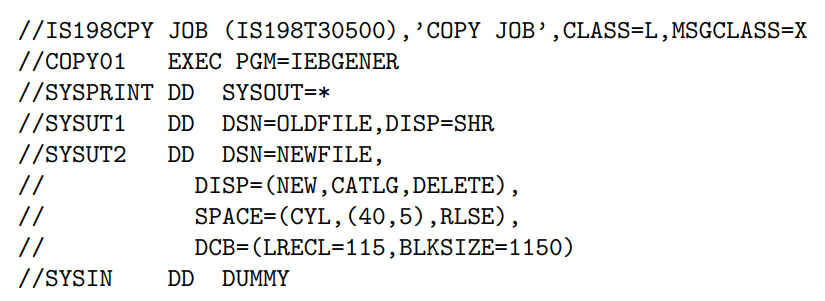 //IS198CPY JOB (IS198T30500),’COPY JOB’,CLASS=L,MSGCLASS=X
//COPY01   EXEC PGM=IEBGENER
//SYSPRINT DD  SYSOUT=*
//SYSUT1   DD  DSN=OLDFILE,DISP=SHR
//SYSUT2   DD  DSN=NEWFILE,
//             DISP=(NEW,CATLG,DELETE),
//             SPACE=(CYL,(40,5),RLSE),
//             DCB=(LRECL=115,BLKSIZE=1150)
//SYSIN    DD  DUMMY